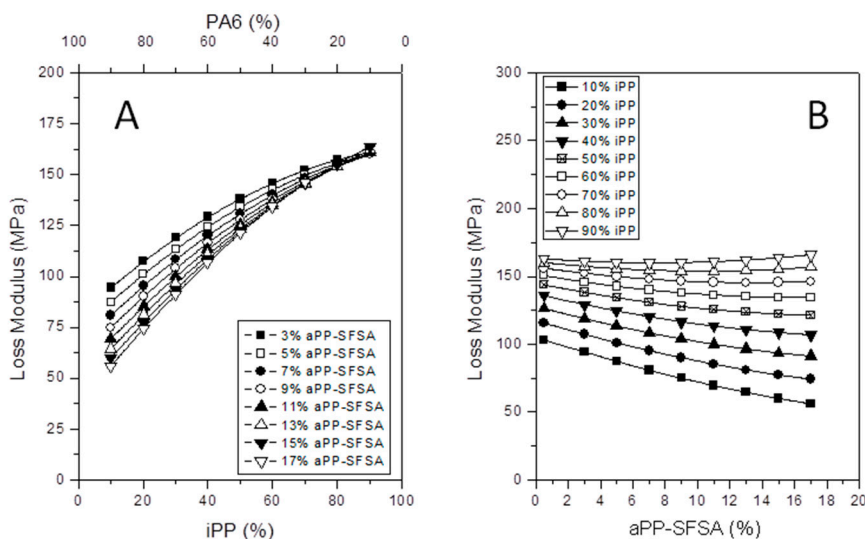 PA6 (%)
100 80 60 40 20 0
200
175
150
125
100
75
50
25
0
Loss Modulus (MPa)
A
3% aPP-SFSA
5% aPP-SFSA
7% aPP-SFSA
9% aPP-SFSA
11% aPP-SFSA
13% aPP-SFSA
15% aPP-SFSA
17% aPP-SFSA
0 20 40 60 80 100
iPP (%)
300
250
200
150
100
50
0
Loss Modulus (MPa)
B
10% iPP
20% iPP
30% iPP
40% iPP
50% iPP
60% iPP
70% iPP
80% iPP
90% iPP
0 2 4 6 8 10 12 14 16 18 20
aPP-SFSA (%)